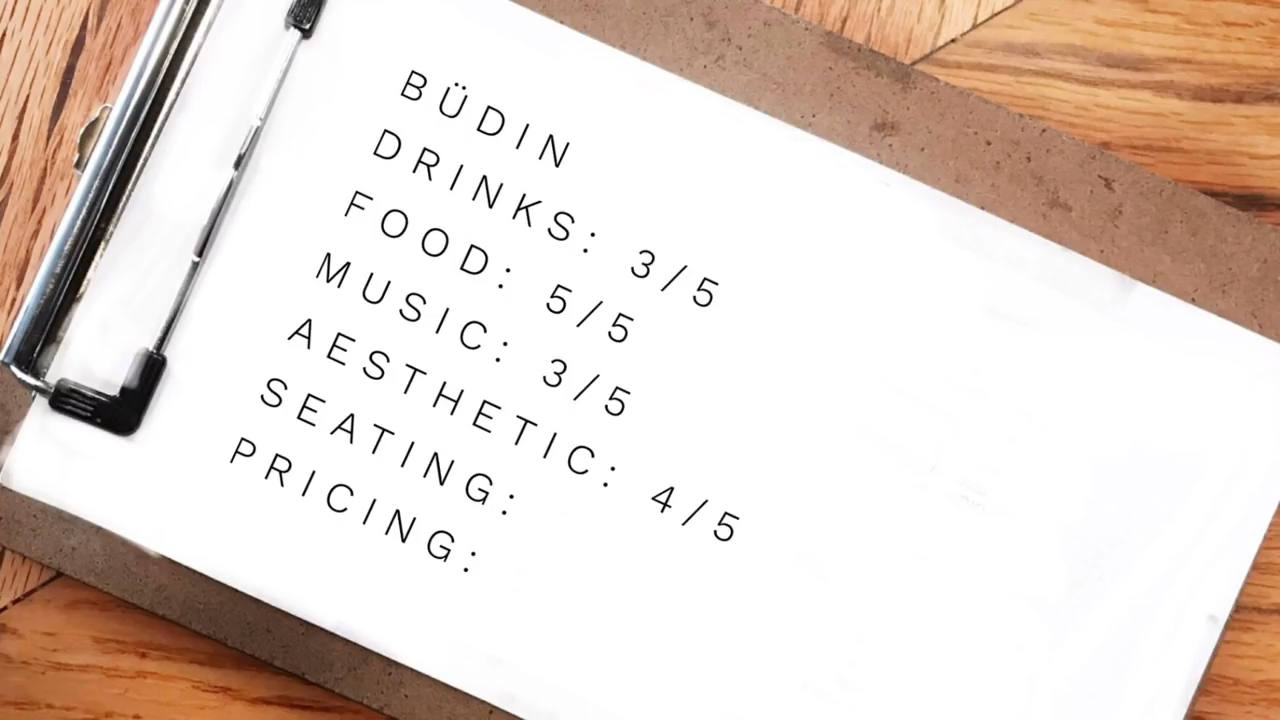 BÜDIN
DRINKS: 3/5
FOOD: 5/5
MUSIC: 3/5
AESTHETIC: 4/5
SEATING:
PRICING: